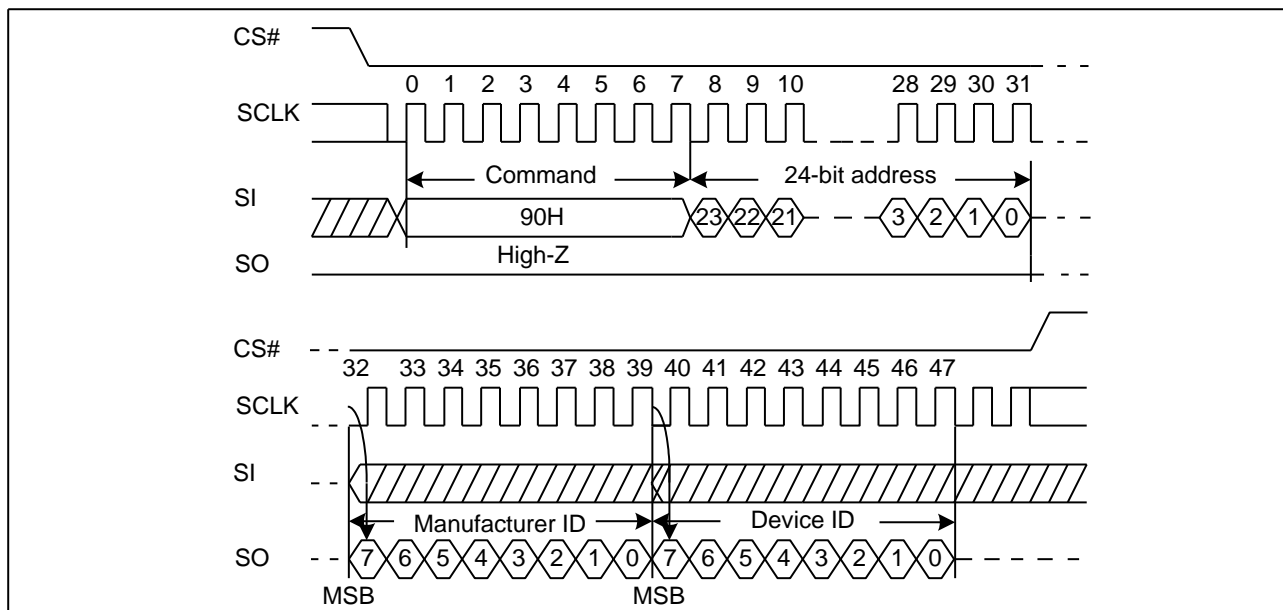 CS#
0 1 2 3 4 5 6 7 8 9 10 28 29 30 31
SCLK
Command 24-bit address
SI
90H 23 22 21 3 2 1 0
High-Z
SO
CS#
32 33 34 35 36 37 38 39 40 41 42 43 44 45 46 47
SCLK
SI
Manufacturer ID Device ID
SO 7 6 5 4 3 2 1 0 7 6 5 4 3 2 1 0
MSB MSB